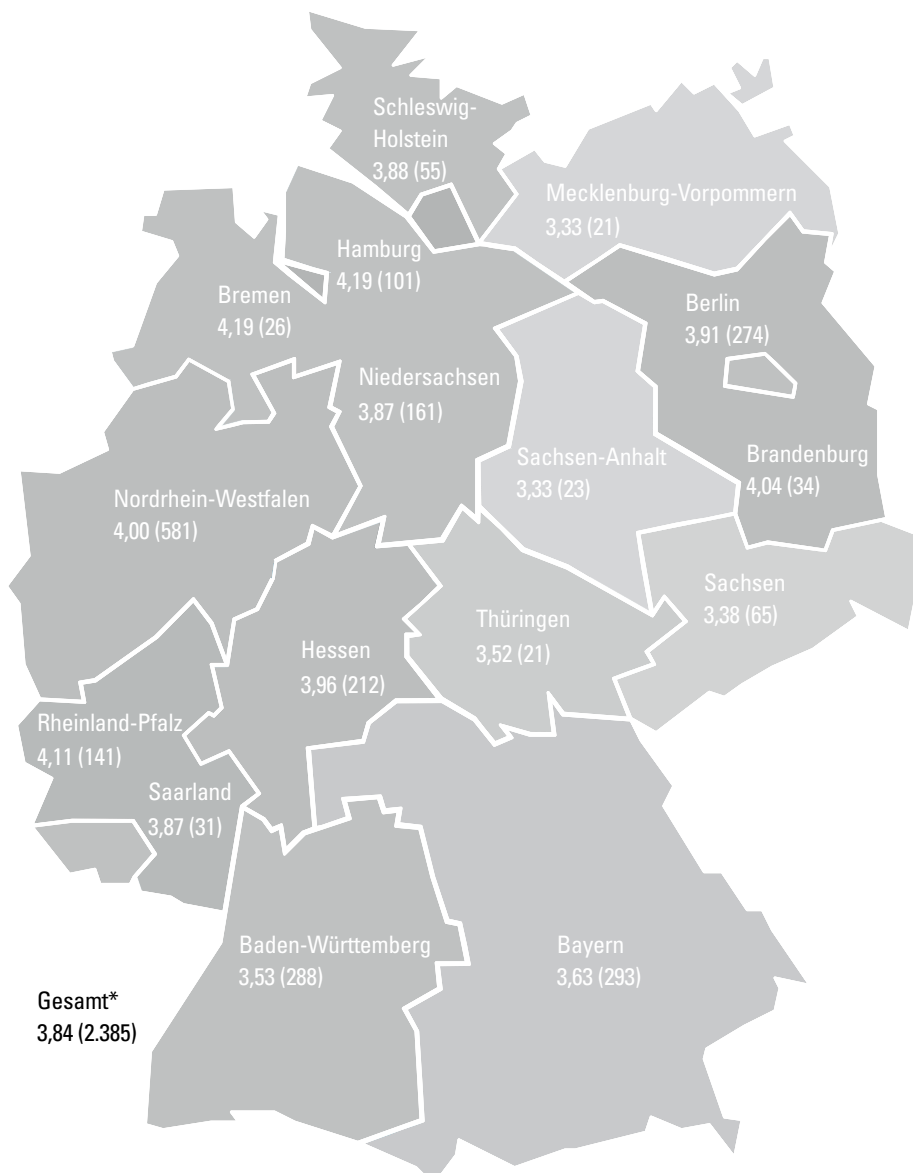 Schleswig-
Holstein
3,88 (55)
Mecklenburg-Vorpommern
3,33 (21)
Hamburg
4,19 (101)
Bremen
4,19 (26)
Berlin
3,91 (274)
Niedersachsen
3,87 (161)
Sachsen-Anhalt
3,33 (23)
Brandenburg
4,04 (34)
Nordrhein-Westfalen
4,00 (581)
Sachsen
3,38 (65)
Thüringen
3,52 (21)
Hessen
3,96 (212)
Rheinland-Pfalz
4,11 (141)
Saarland
3,87 (31)
Baden-Württemberg
3,53 (288)
Bayern
3,63 (293)
Gesamt*
3,84 (2.385)